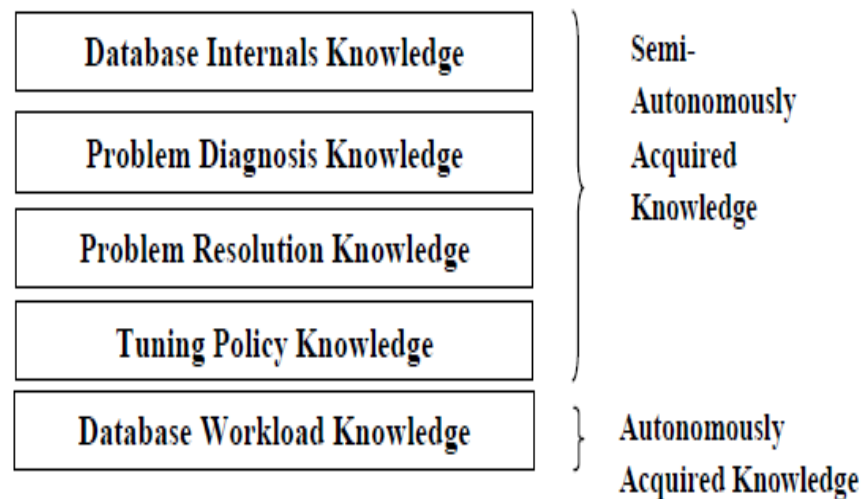 Database Internals Knowledge
Problem Diagnosis Knowledge
Problem Resolution Knowledge
Tuning Policy Knowledge
Database Workload Knowledge
Semi-
Autonomously
Acquired
Knowledge
Autonomously
Acquired Knowledge